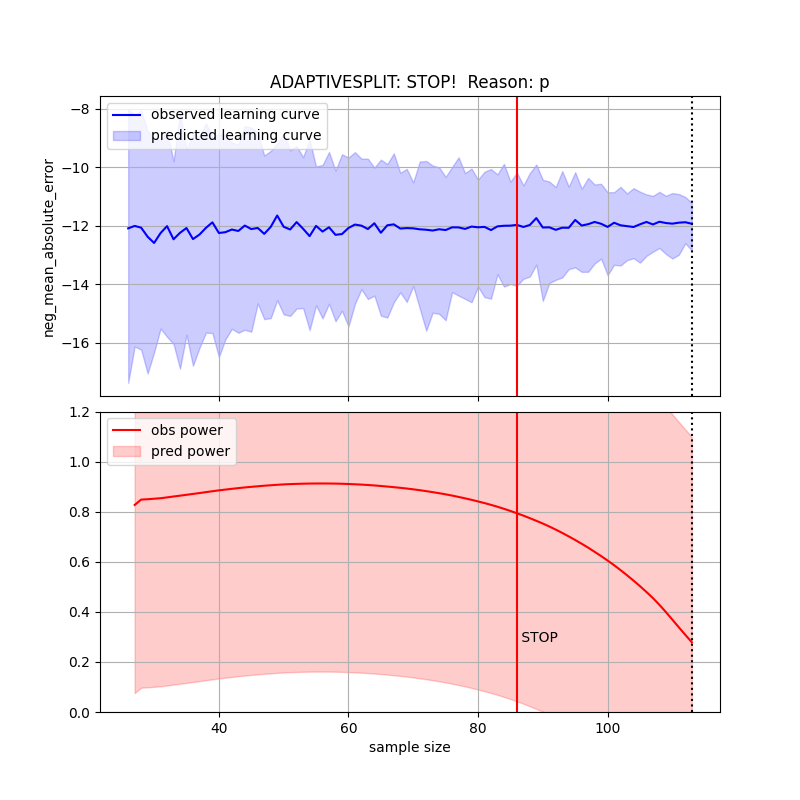 ADAPTIVESPLIT: STOP!  Reason: p
observed learning curve
predicted learning curve
−8
−10
−12
−14
−16
neg_mean_absolute_error
obs power
pred power
1.2
1.0
0.8
0.6
0.4
0.2
0.0
STOP
40
60
80
100
sample size